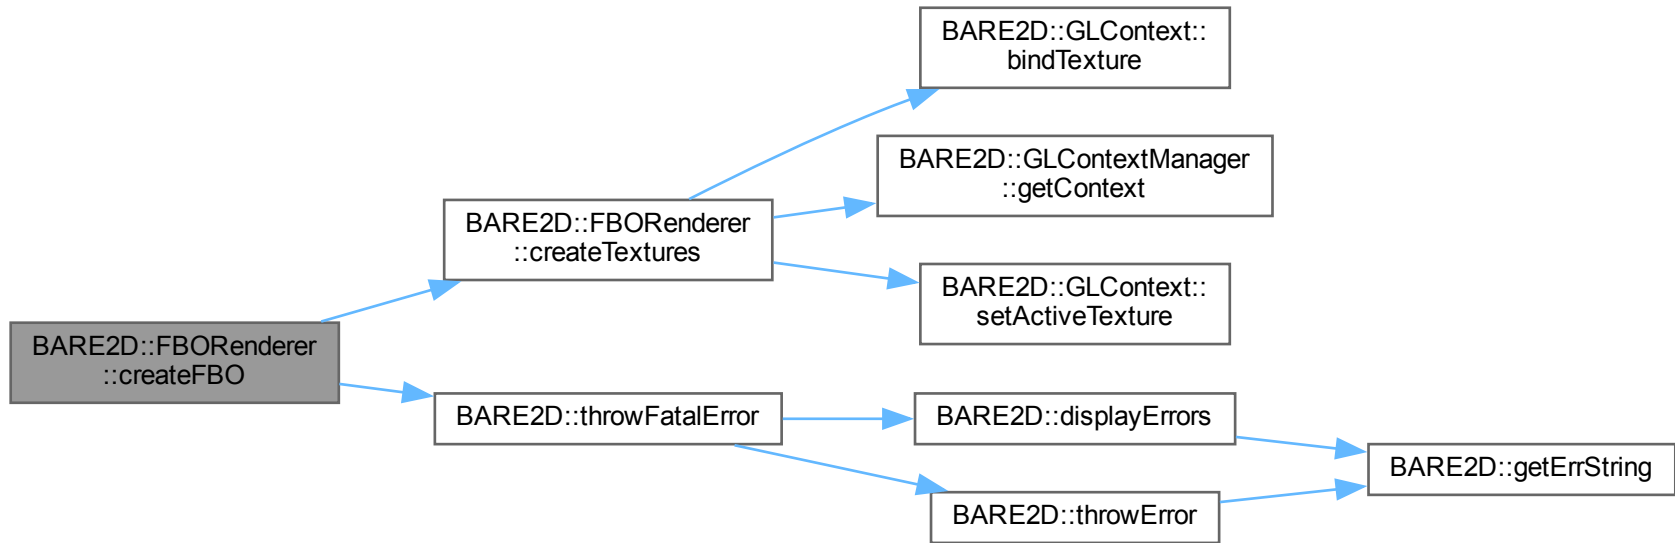 BARE2D::GLContext::
bindTexture
BARE2D::GLContextManager
::getContext
BARE2D::FBORenderer
::createTextures
BARE2D::GLContext::
setActiveTexture
BARE2D::FBORenderer
::createFBO
BARE2D::throwFatalError
BARE2D::displayErrors
BARE2D::getErrString
BARE2D::throwError